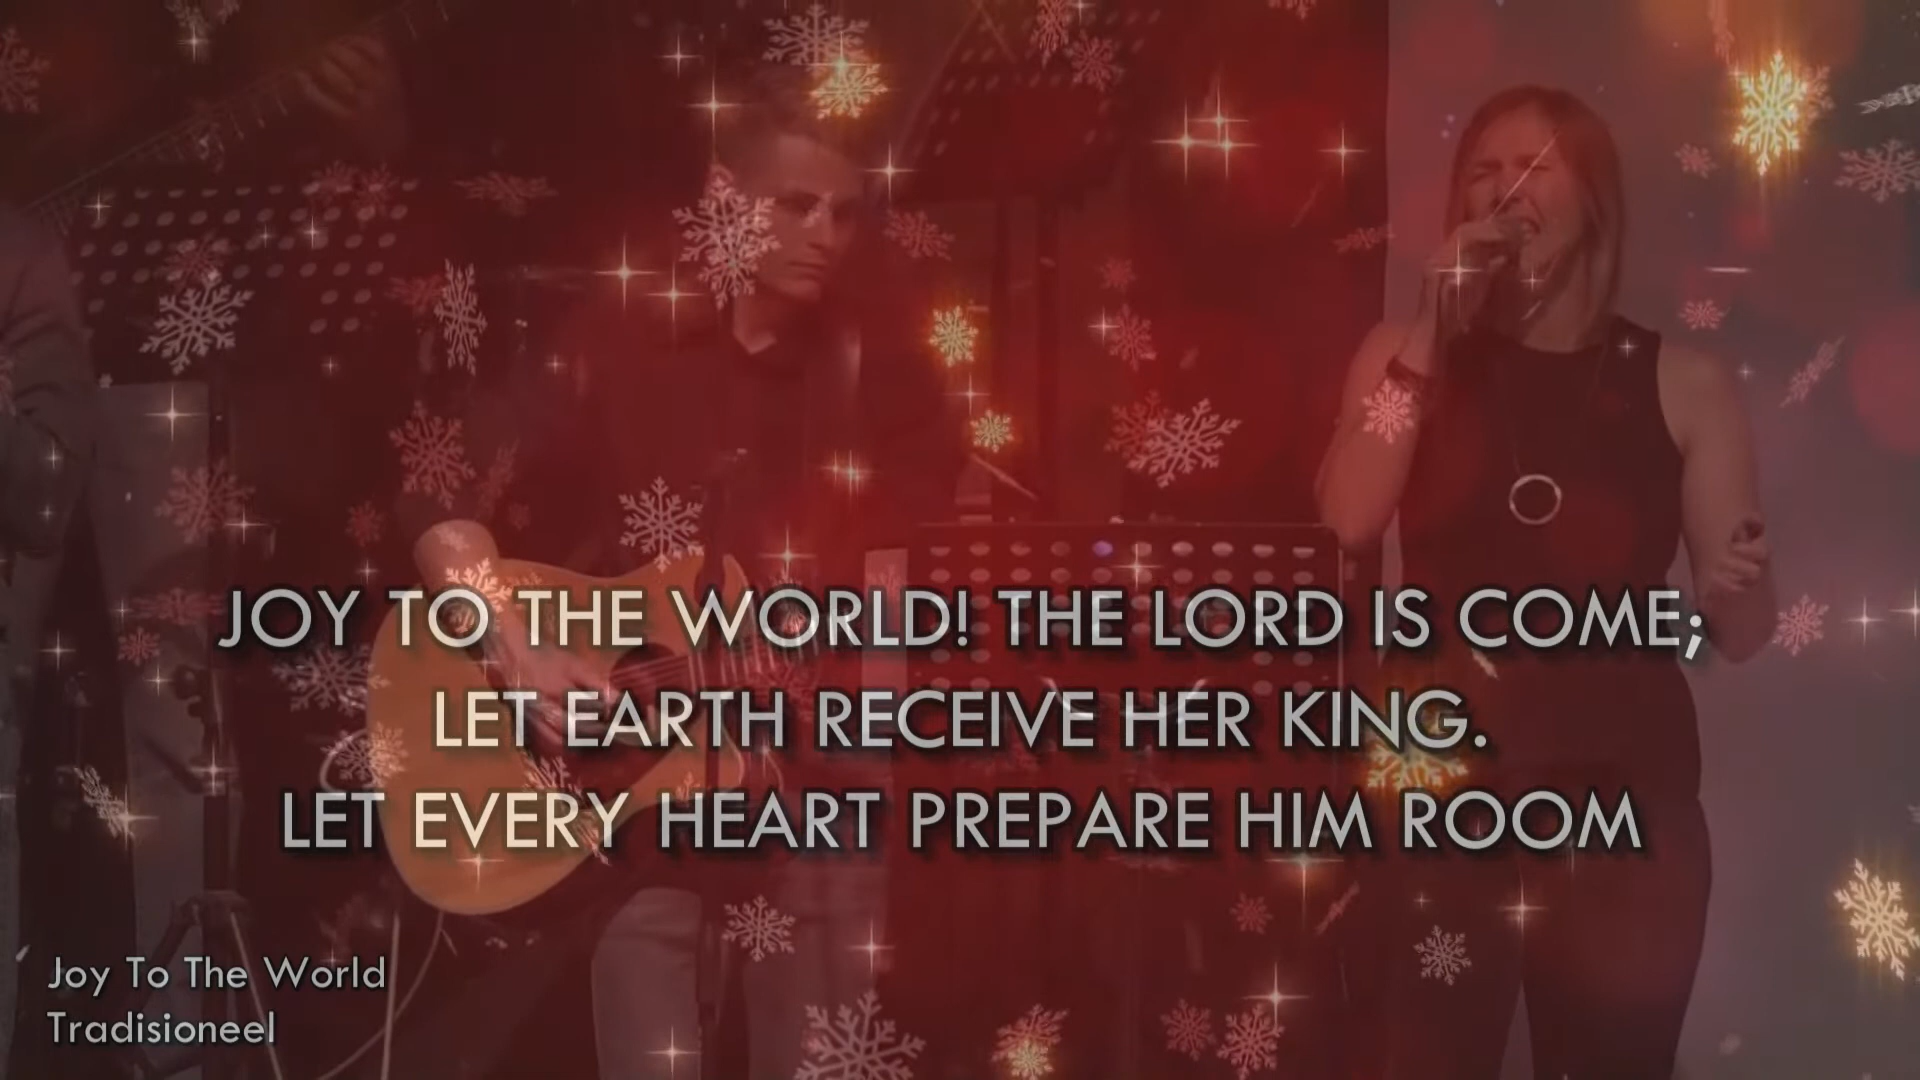 JOY TO THE WORLD! THE LORD IS COME;
LET EARTH RECEIVE HER KING.
LET EVERY HEART PREPARE HIM ROOM
Joy To The World
Tradisioneel